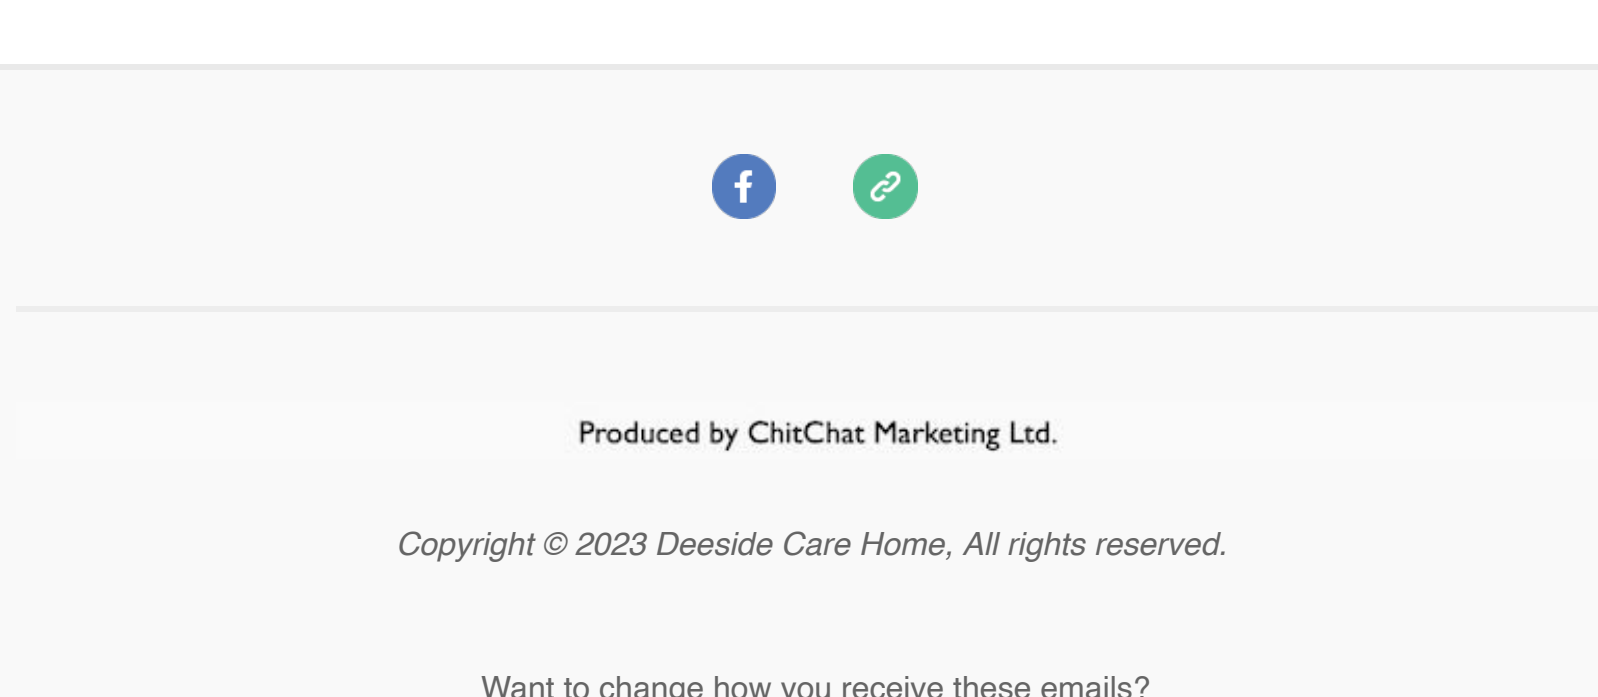 Produced by ChitChat Marketing Ltd.
Copyright © 2023 Deeside Care Home, All rights reserved.
Want to change how you receive these emails?